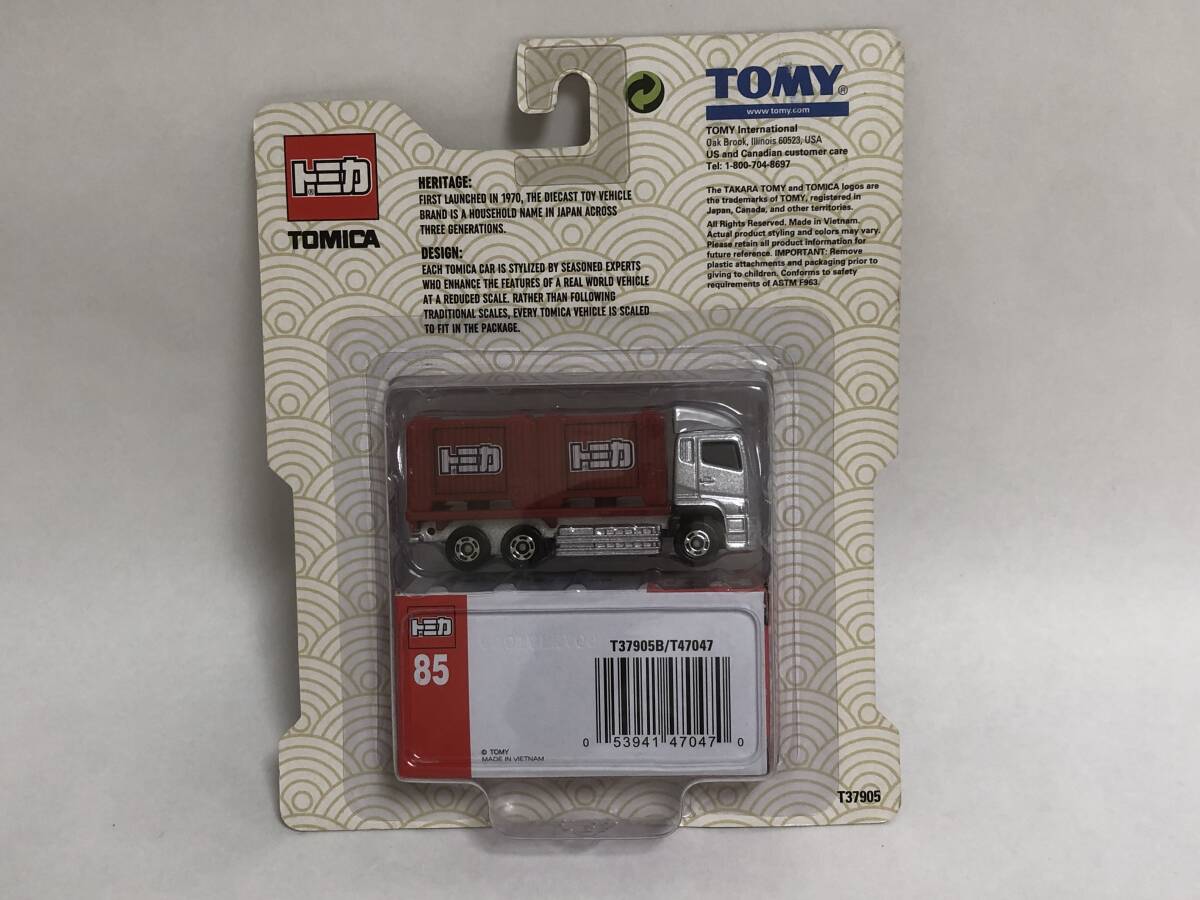 トミカ®
TOMICA
HERITAGE:
FIRST LAUNCHED IN 1970, THE DIECAST TOY VEHICLE
BRAND IS A HOUSEHOLD NAME IN JAPAN ACROSS
THREE GENERATIONS.
DESIGN:
EACH TOMICA CAR IS STYLIZED BY SEASONED EXPERTS
WHO ENHANCE THE FEATURES OF A REAL WORLD VEHICLE
AT A REDUCED SCALE. RATHER THAN FOLLOWING
TRADITIONAL SCALES, EVERY TOMICA VEHICLE IS SCALED
TO FIT IN THE PACKAGE.
TOMY®
www.tomy.com
TOMY International
Oak Brook, Illinois 60523, USA
US and Canadian customer care
Tel: 1-800-704-8697
The TAKARA TOMY and TOMICA logos are
the trademarks of TOMY, registered in
Japan, Canada, and other territories.
All Rights Reserved. Made in Vietnam.
Actual product styling and colors may vary.
Please retain all product information for
future reference. IMPORTANT: Remove
plastic attachments and packaging prior to
giving to children. Conforms to safety
requirements of ASTM F963.
トミカ
トミカ
トミカ
85
T37905B/T47047
0 53941 47047 0
© TOMY
MADE IN VIETNAM
T37905